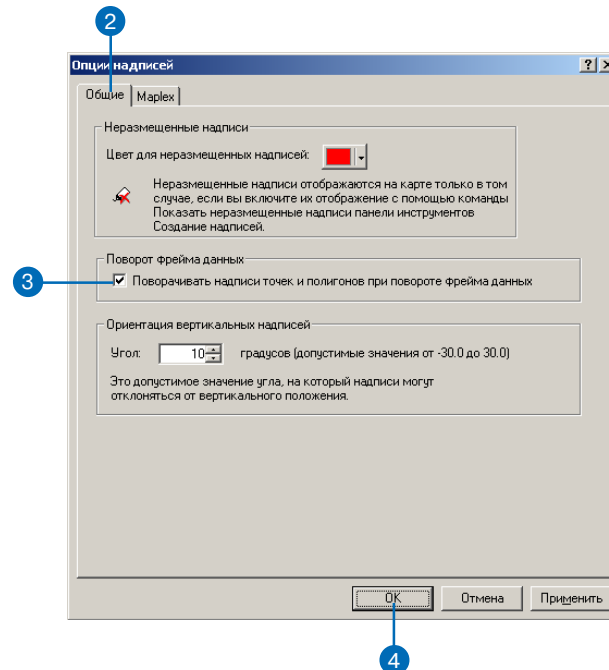 2
Опции надписей
Общие
Maplex
Неразмещенные надписи
Цвет для неразмещенных надписей:
Неразмещенные надписи отображаются на карте только в том
случае, если вы включите их отображение с помощью команды
Показать неразмещенные надписи панели инструментов
Создание надписей.
Поворот фрейма данных
3
Поворачивать надписи точек и полигонов при повороте фрейма данных
Ориентация вертикальных надписей
Угол: 10 градусов (допустимые значения от -30.0 до 30.0)
Это допустимое значение угла, на который надписи могут
отклоняться от вертикального положения.
OK
Отмена
Применить
4